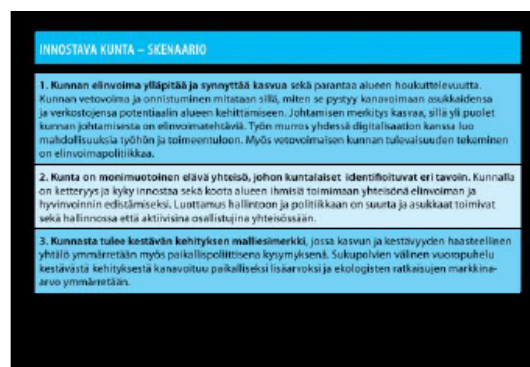 INNOSTAVA KUNTA – SKENAARIO
1. Kunnan elinvoima ylläpitää ja synnyttää kasvua sekä parantaa alueen houkuttelevuutta.
Kunnan vetovoima ja onnistuminen mitataan sillä, miten se pystyy kanavoimaan asukkaidensa
ja verkostojensa potentiaalin alueen kehittämiseen. Johtamisen merkitys kasvaa, sillä yli puolet
kunnan johtamisesta on elinvoimatehtäviä. Työn murros yhdessä digitalisaation kanssa luo
mahdollisuuksia työhön ja toimeentuloon. Myös vetovoimaisen kunnan tulevaisuuden tekeminen
on elinvoimapolitiikkaa.
2. Kunta on monimuotoinen elävä yhteisö, johon kuntalaiset identifioituvat eri tavoin. Kunnalla
on ketteryys ja kyky innostaa sekä koota alueen ihmisiä toimimaan yhteisönä elinvoiman ja
hyvinvoinnin edistämiseksi. Luottamus hallintoon ja politiikkaan on suurta ja asukkaat toimivat
sekä hallinnossa että aktiivisina osallistujina yhteisössään.
3. Kunnasta tulee kestävän kehityksen malliesimerkki, jossa kasvun ja kestävyyden haasteellinen
yhtälö ymmärretään myös paikallispoliittisena kysymyksenä. Sukupolvien välinen vuoropuhelu
kestävästä kehityksestä kanavoituu paikalliseksi lisäarvoksi ja ekologisten ratkaisujen markkina-
arvo ymmärretään.